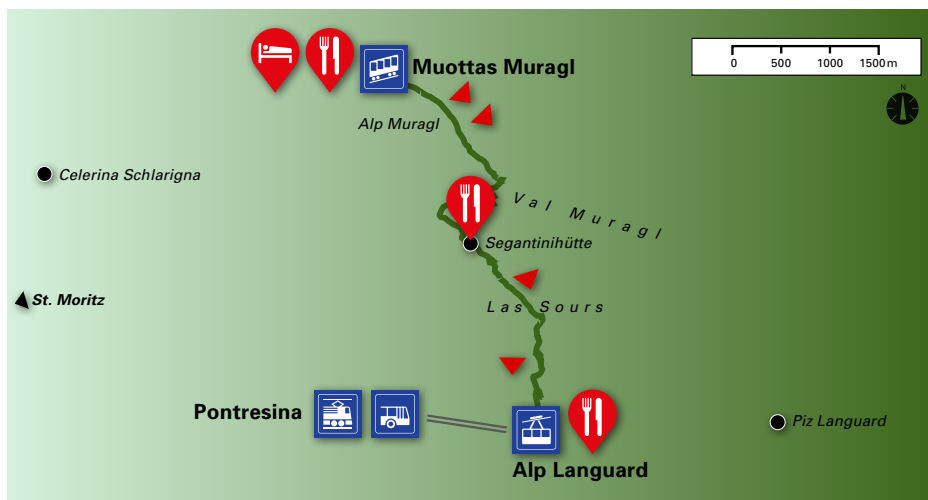 Muottas Muragl
0 500 1000 1500 m
N
Alp Muragl
Celerina Schlarigna
Val Muragl
Segantinihütte
St. Moritz
Las Sours
Pontresina
Piz Languard
Alp Languard